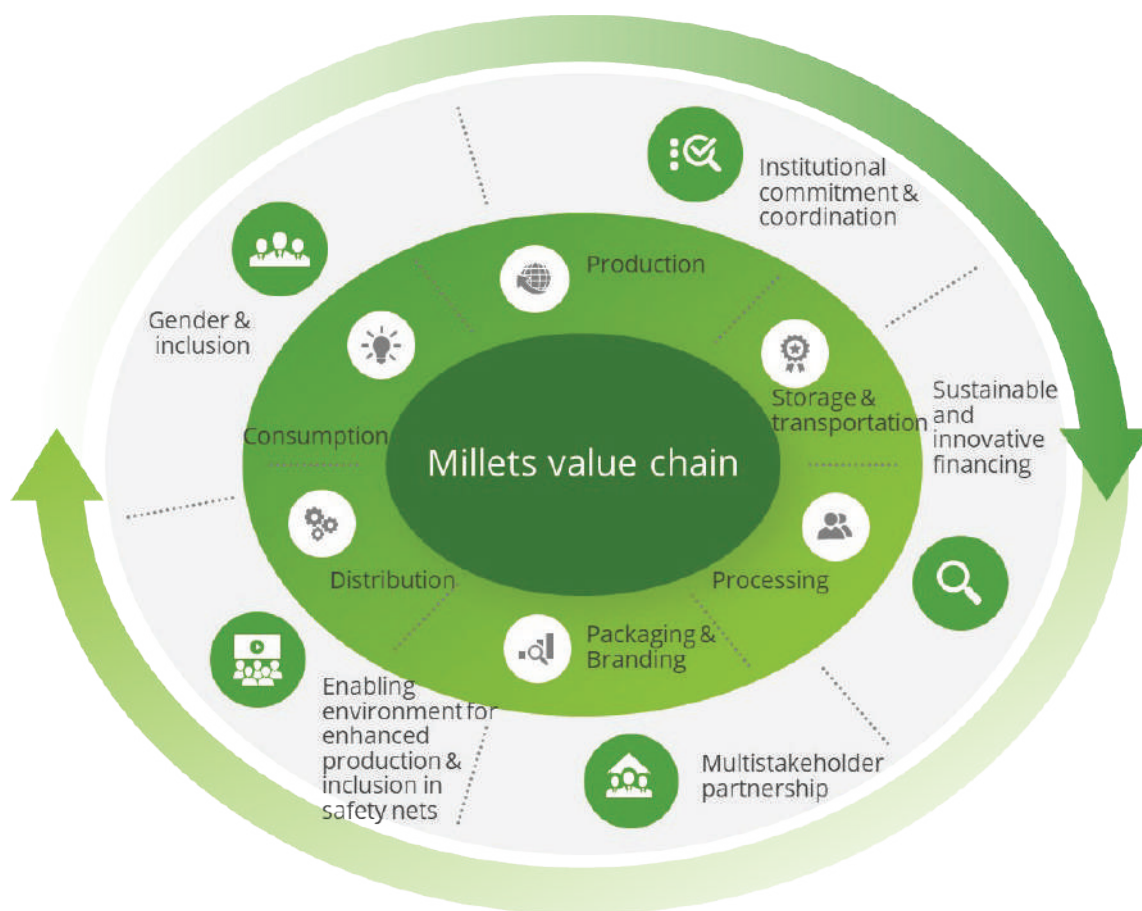 Institutional
commitment &
coordination
Production
Gender &
inclusion
Storage &
transportation
Sustainable
and
innovative
financing
Consumption
Millets value chain
Distribution
Processing
Packaging &
Branding
Enabling
environment for
enhanced
production &
inclusion in
safety nets
Multistakeholder
partnership